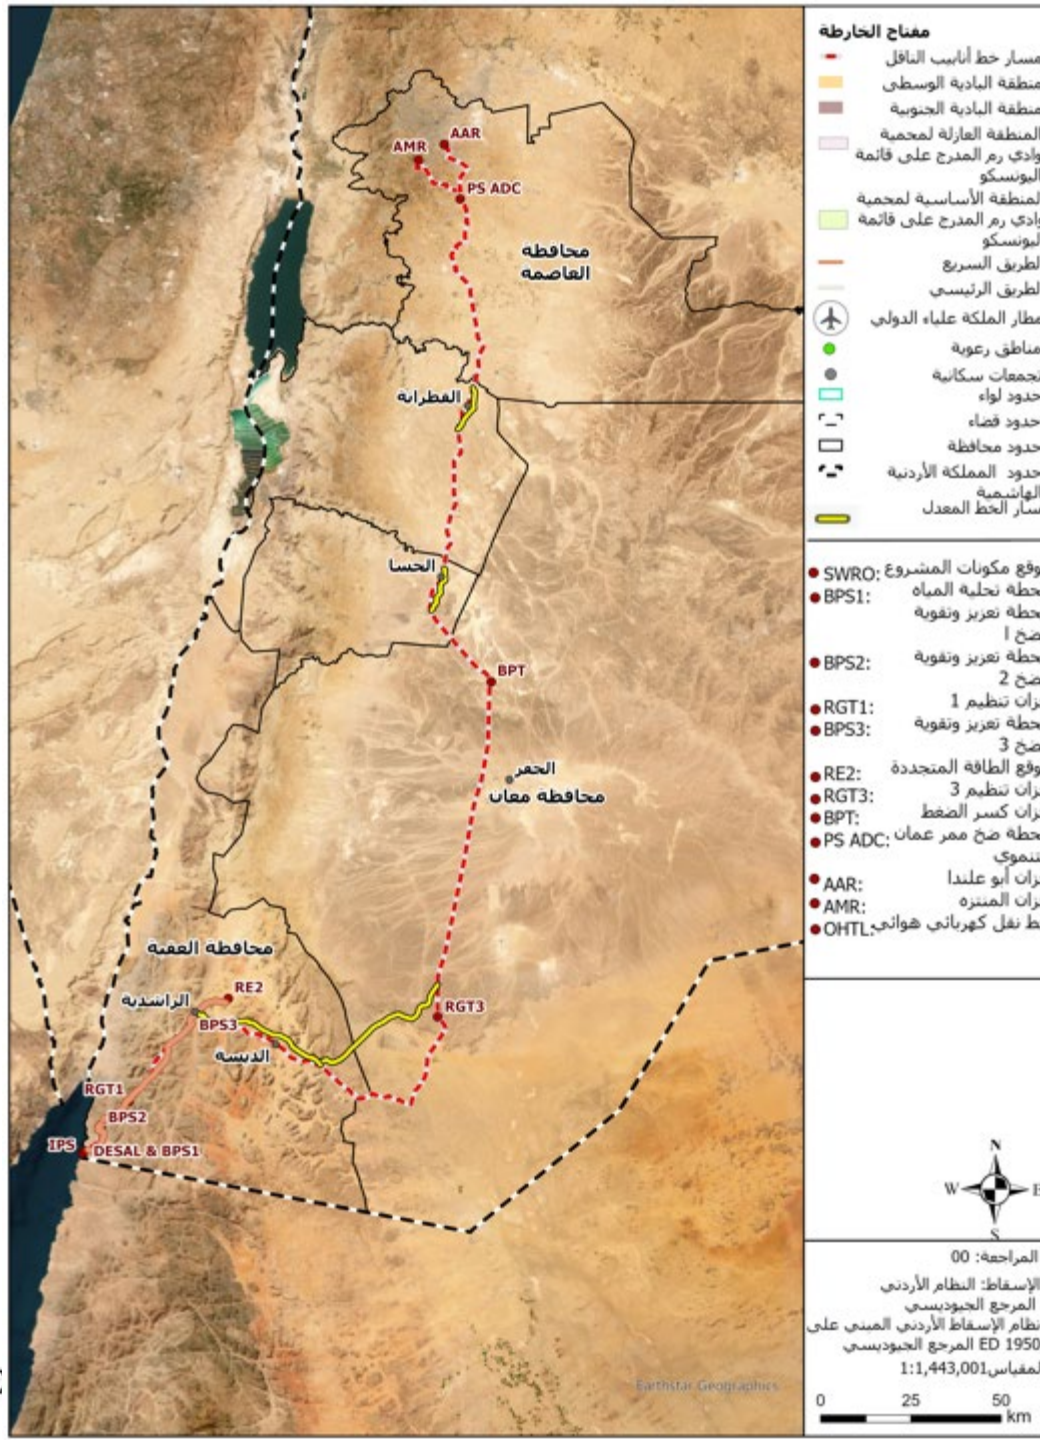 AAR
AMR
PS ADC
محافظة
العاصمة
القطرانة
الحسا
BPT
الجفر
محافظة معان
محافظة العقبة
RE2
الراشدية
RGT3
BPS3
الديسة
RGT1
BPS2
IPS
DESAL & BPS1
Earthstar Geographics
مفتاح الخارطة
مسار خط أنابيب الناقل
منطقة البادية الوسطى
منطقة البادية الجنوبية
المنطقة العازلة لمحمية
وادي رم المدرج على قائمة
اليونسكو
المنطقة الأساسية لمحمية
وادي رم المدرج على قائمة
اليونسكو
الطريق السريع
الطريق الرئيسي
مطار الملكة علياء الدولي
مناطق رعوية
تجمعات سكانية
حدود لواء
حدود قضاء
حدود محافظة
حدود المملكة الأردنية
الهاشمية
مسار الخط المعدل
موقع مكونات المشروع
SWRO: محطة تحلية المياه
BPS1: محطة تعزيز وتقوية
ضخ ا
BPS2: محطة تعزيز وتقوية
ضخ 2
RGT1: خزان تنظيم 1
BPS3: محطة تعزيز وتقوية
ضخ 3
RE2: موقع الطاقة المتجددة
RGT3: خزان تنظيم 3
BPT: خزان كسر الضغط
PS ADC: محطة ضخ ممر عمان
التنموي
AAR: خزان أبو علندا
AMR: خزان المنتزه
OHTL: خط نقل كهربائي هوائي
N
W
E
S
المراجعة: 00
الإسقاط: النظام الأردني
المرجع الجيوديسي
نظام الإسقاط الأردني المبني على
ED 1950 المرجع الجيوديسي
المقياس1:1,443,001
0 25 50
km